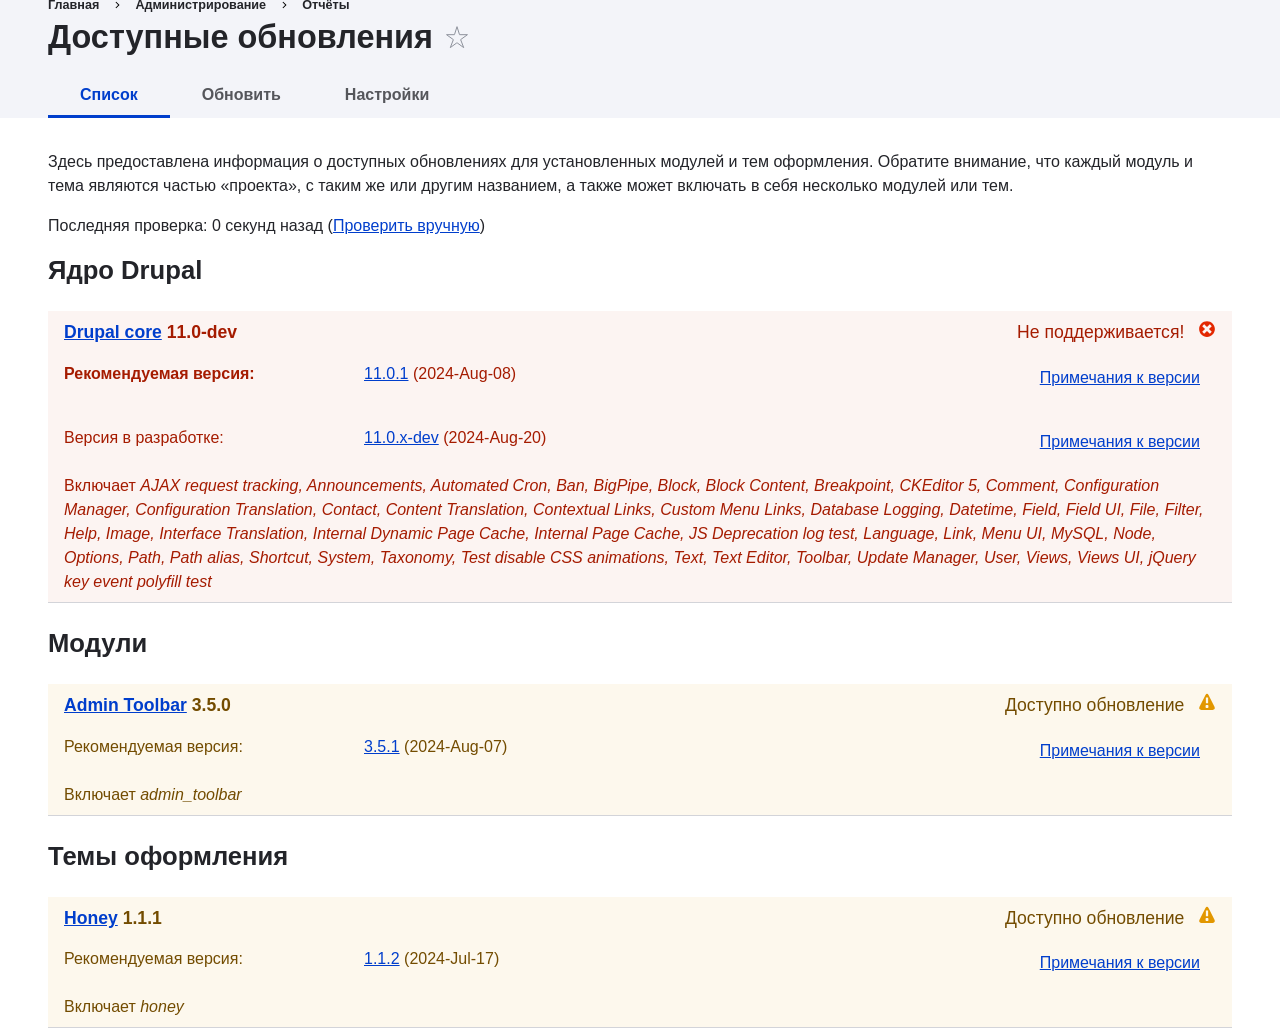 Главная › Администрирование › Отчёты
Доступные обновления ☆
Список Обновить Настройки
Здесь предоставлена информация о доступных обновлениях для установленных модулей и тем оформления. Обратите внимание, что каждый модуль и
тема являются частью «проекта», с таким же или другим названием, а также может включать в себя несколько модулей или тем.
Последняя проверка: 0 секунд назад (Проверить вручную)
Ядро Drupal
Drupal core 11.0-dev Не поддерживается!
Рекомендуемая версия: 11.0.1 (2024-Aug-08) Примечания к версии
Версия в разработке: 11.0.x-dev (2024-Aug-20) Примечания к версии
Включает AJAX request tracking, Announcements, Automated Cron, Ban, BigPipe, Block, Block Content, Breakpoint, CKEditor 5, Comment, Configuration
Manager, Configuration Translation, Contact, Content Translation, Contextual Links, Custom Menu Links, Database Logging, Datetime, Field, Field UI, File, Filter,
Help, Image, Interface Translation, Internal Dynamic Page Cache, Internal Page Cache, JS Deprecation log test, Language, Link, Menu UI, MySQL, Node,
Options, Path, Path alias, Shortcut, System, Taxonomy, Test disable CSS animations, Text, Text Editor, Toolbar, Update Manager, User, Views, Views UI, jQuery
key event polyfill test
Модули
Admin Toolbar 3.5.0 Доступно обновление
Рекомендуемая версия: 3.5.1 (2024-Aug-07) Примечания к версии
Включает admin_toolbar
Темы оформления
Honey 1.1.1 Доступно обновление
Рекомендуемая версия: 1.1.2 (2024-Jul-17) Примечания к версии
Включает honey